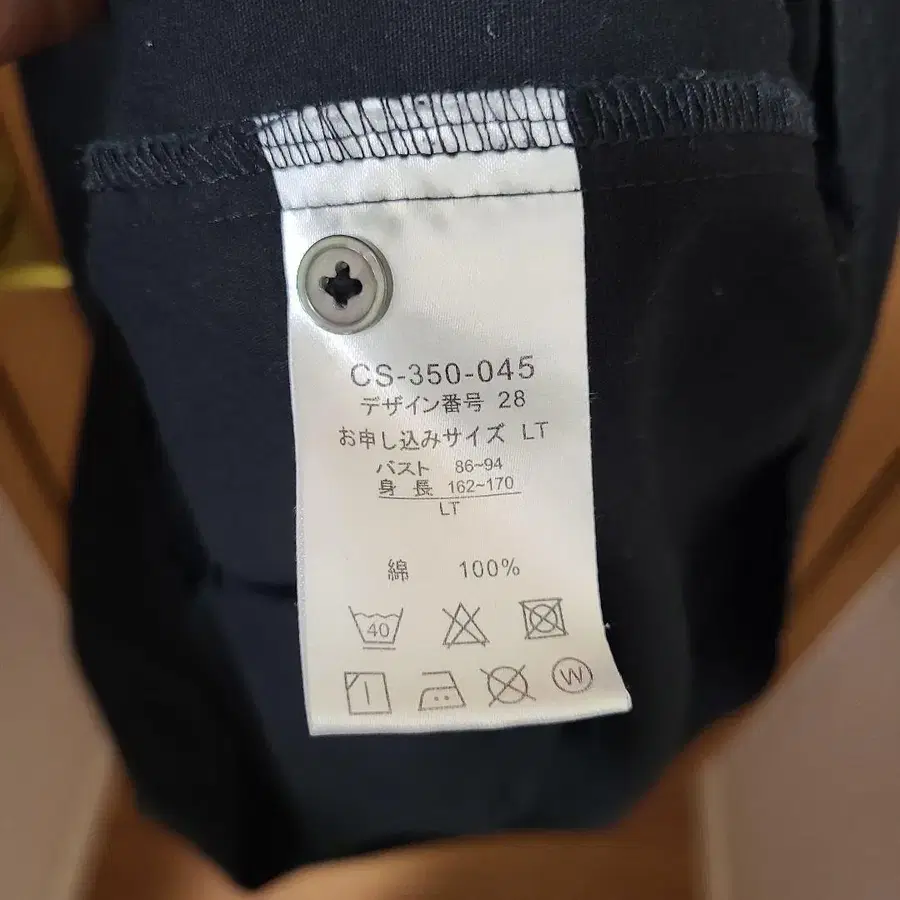 CS-350-045
デザイン番号 28
お申し込みサイズ LT
バスト 86~94
身長 162~170
LT
綿 100%
40
W